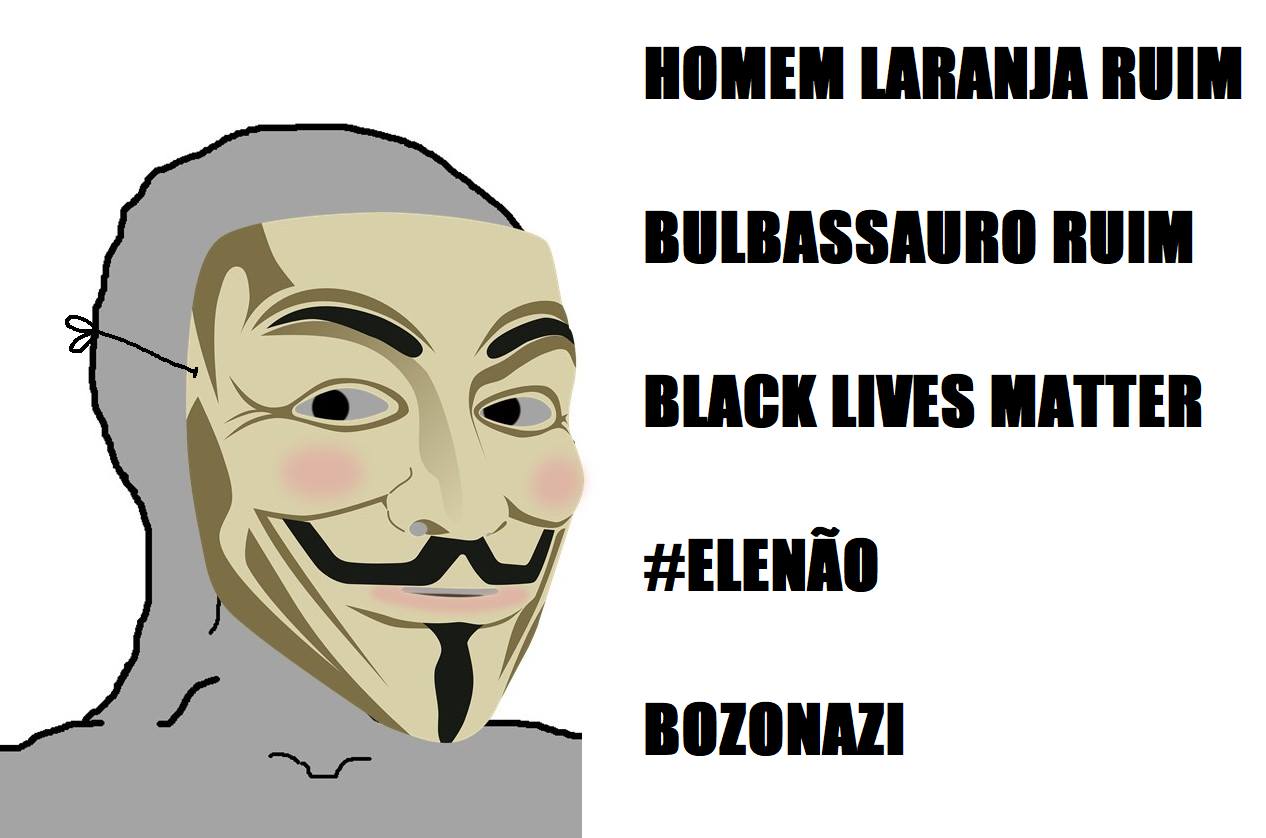 HOMEM LARANJA RUIM
BULBASSAURO RUIM
BLACK LIVES MATTER
#ELENÃO
BOZONAZI